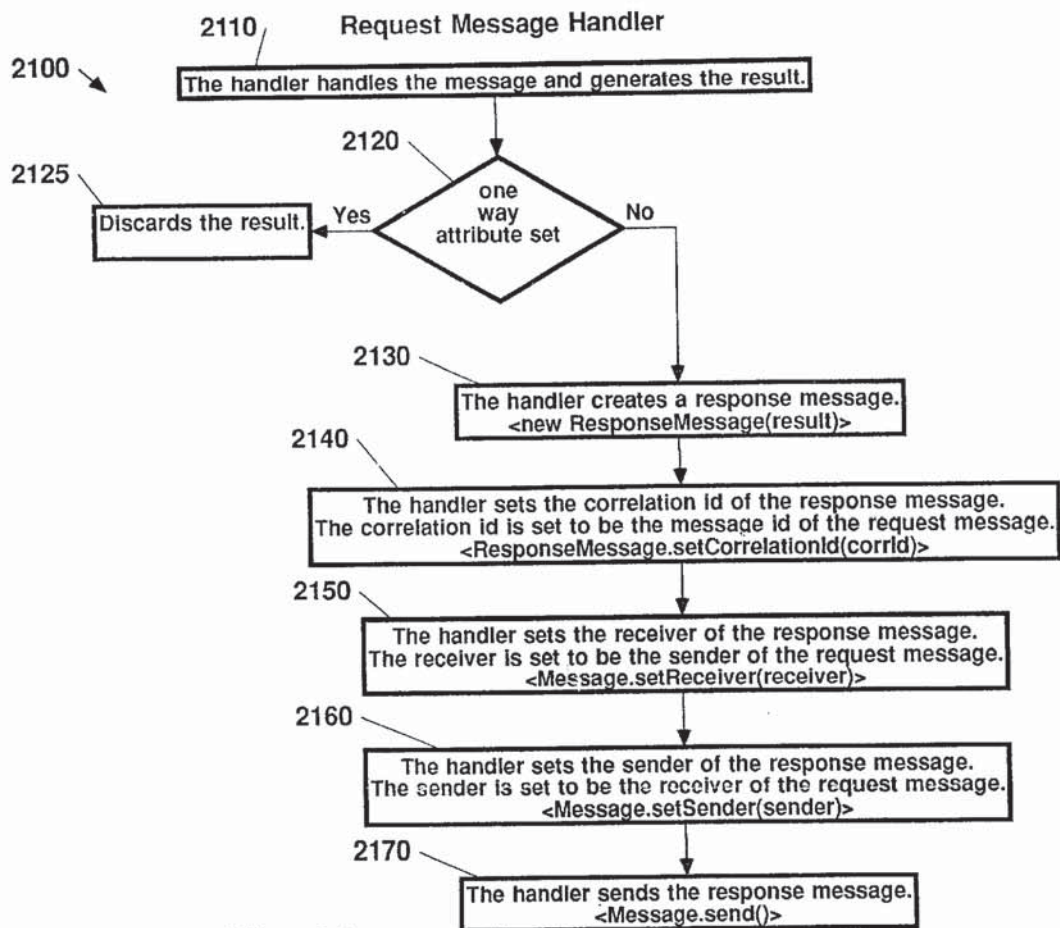 2110
Request Message Handler
2100
The handler handles the message and generates the result.
2120
2125
one
way
attribute set
Yes
No
Discards the result.
2130
The handler creates a response message.
<new ResponseMessage(result)>
2140
The handler sets the correlation id of the response message.
The correlation id is set to be the message id of the request message.
<ResponseMessage.setCorrelationId(corrId)>
2150
The handler sets the receiver of the response message.
The receiver is set to be the sender of the request message.
<Message.setReceiver(receiver)>
2160
The handler sets the sender of the response message.
The sender is set to be the receiver of the request message.
<Message.setSender(sender)>
2170
The handler sends the response message.
<Message.send()>